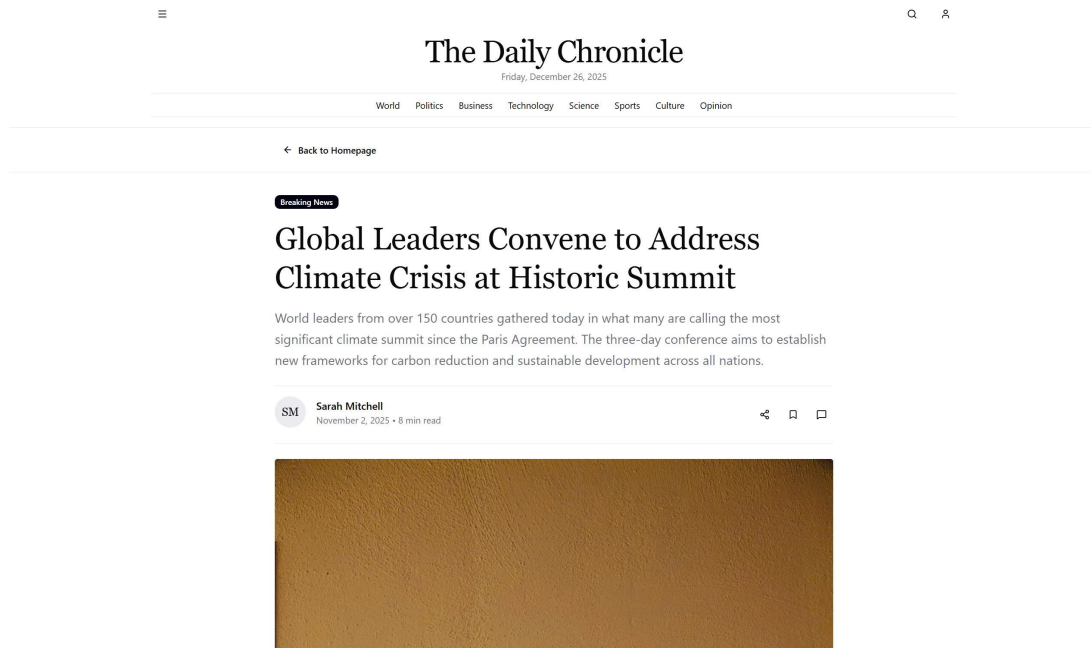 The Daily Chronicle
Friday, December 26, 2025
World Politics Business Technology Science Sports Culture Opinion
Back to Homepage
Breaking News
Global Leaders Convene to Address
Climate Crisis at Historic Summit
World leaders from over 150 countries gathered today in what many are calling the most
significant climate summit since the Paris Agreement. The three-day conference aims to establish
new frameworks for carbon reduction and sustainable development across all nations.
SM
Sarah Mitchell
November 2, 2025 • 8 min read